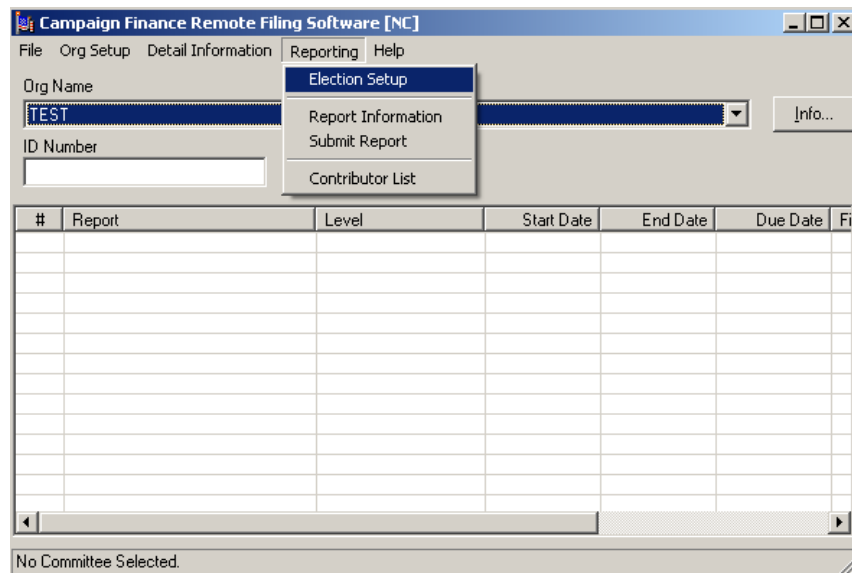 Campaign Finance Remote Filing Software [NC]
File Org Setup Detail Information Reporting Help
Election Setup
Report Information
Submit Report
Contributor List
Org Name
TEST
Info...
ID Number
# Report Level Start Date End Date Due Date Fi
No Committee Selected.